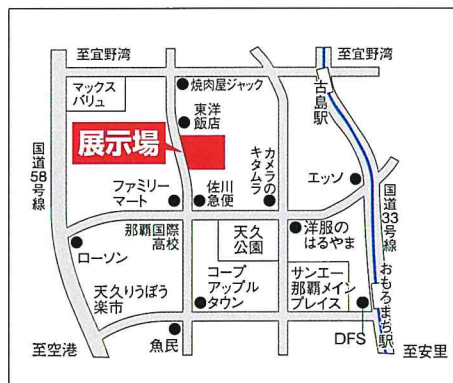 至宜野湾
至宜野湾
マックス
バリュ
焼肉屋ジャック
古島駅
東洋
飯店
展示場
国道58号線
カメラの
キタムラ
エッソ
ファミリー
マート
佐川
急便
国道33号線
那覇国際
高校
天久
公園
洋服の
はるやま
ローソン
天久りうぼう
楽市
コープ
アップル
タウン
サンエー
那覇メイン
プレイス
おもろまち駅
至空港
魚民
DFS
至安里